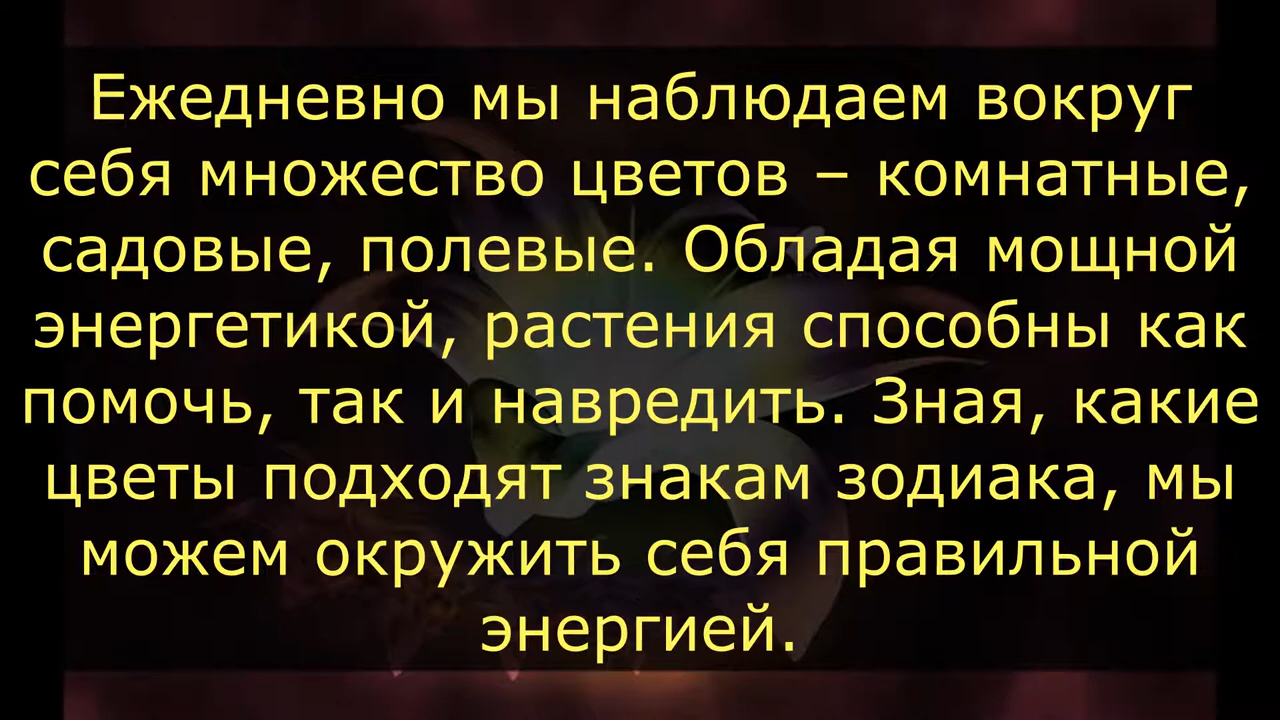 Ежедневно мы наблюдаем вокруг
себя множество цветов – комнатные,
садовые, полевые. Обладая мощной
энергетикой, растения способны как
помочь, так и навредить. Зная, какие
цветы подходят знакам зодиака, мы
можем окружить себя правильной
энергией.